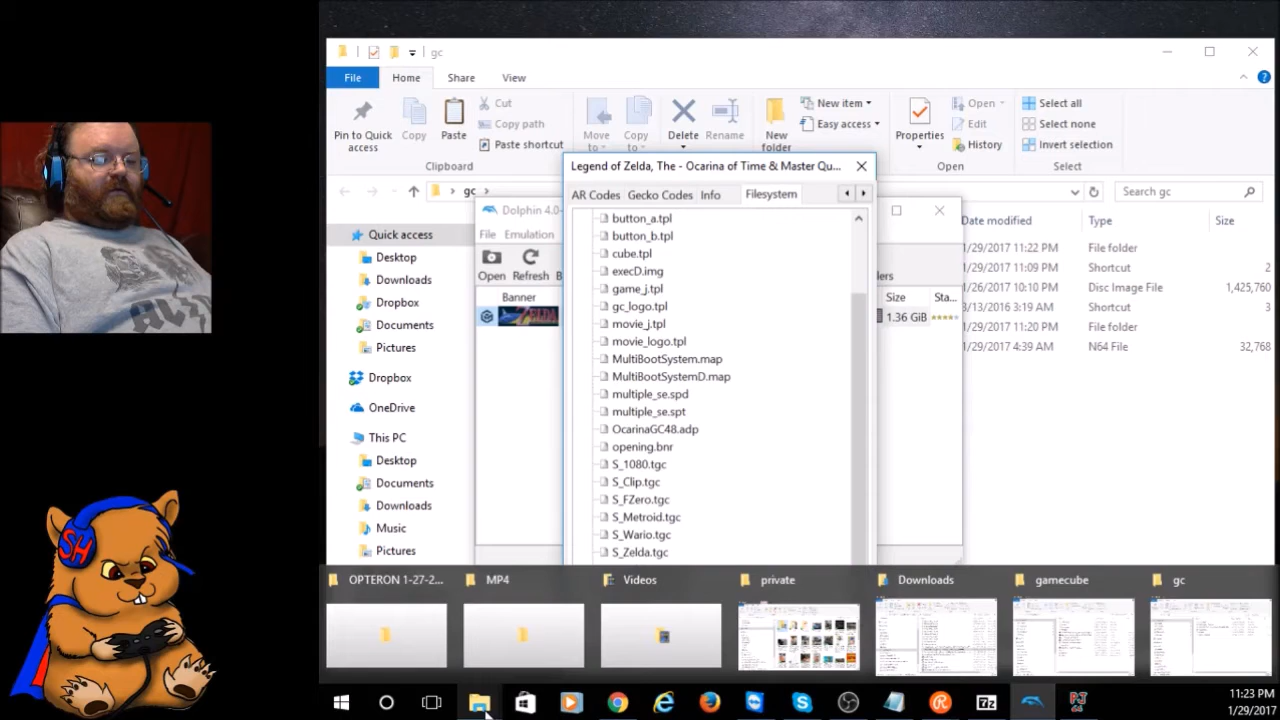 gc
File Home Share View
Pin to Quick access
Copy
Paste
Cut
Copy path
Paste shortcut
Move to
Copy to
Delete
Rename
New folder
New item
Easy access
Properties
Open
Edit
History
Select all
Select none
Invert selection
Clipboard
Open
Select
gc
Search gc
Date modified Type Size
1/29/2017 11:22 PM File folder
1/29/2017 11:09 PM Shortcut 2
1/26/2017 10:10 PM Disc Image File 1,425,760
/13/2016 3:19 AM Shortcut 3
1/29/2017 11:20 PM File folder
1/29/2017 4:39 AM N64 File 32,768
Quick access
Desktop
Downloads
Dropbox
Documents
Pictures
Dropbox
OneDrive
This PC
Desktop
Documents
Downloads
Music
Pictures
Dolphin 4.0-
File Emulation
Open Refresh B
ders
Banner
Size Sta...
ZELDA
1.36 GiB
Legend of Zelda, The - Ocarina of Time & Master Qu...
AR Codes Gecko Codes Info Filesystem
button_a.tpl
button_b.tpl
cube.tpl
execD.img
game_j.tpl
gc_logo.tpl
movie_j.tpl
movie_logo.tpl
MultiBootSystem.map
MultiBootSystemD.map
multiple_se.spd
multiple_se.spt
OcarinaGC48.adp
opening.bnr
S_1080.tgc
S_Clip.tgc
S_FZero.tgc
S_Metroid.tgc
S_Wario.tgc
S_Zelda.tgc
OPTERON 1-27-2...
MP4
Videos
private
Downloads
gamecube
gc
SH
7z
11:23 PM
1/29/2017